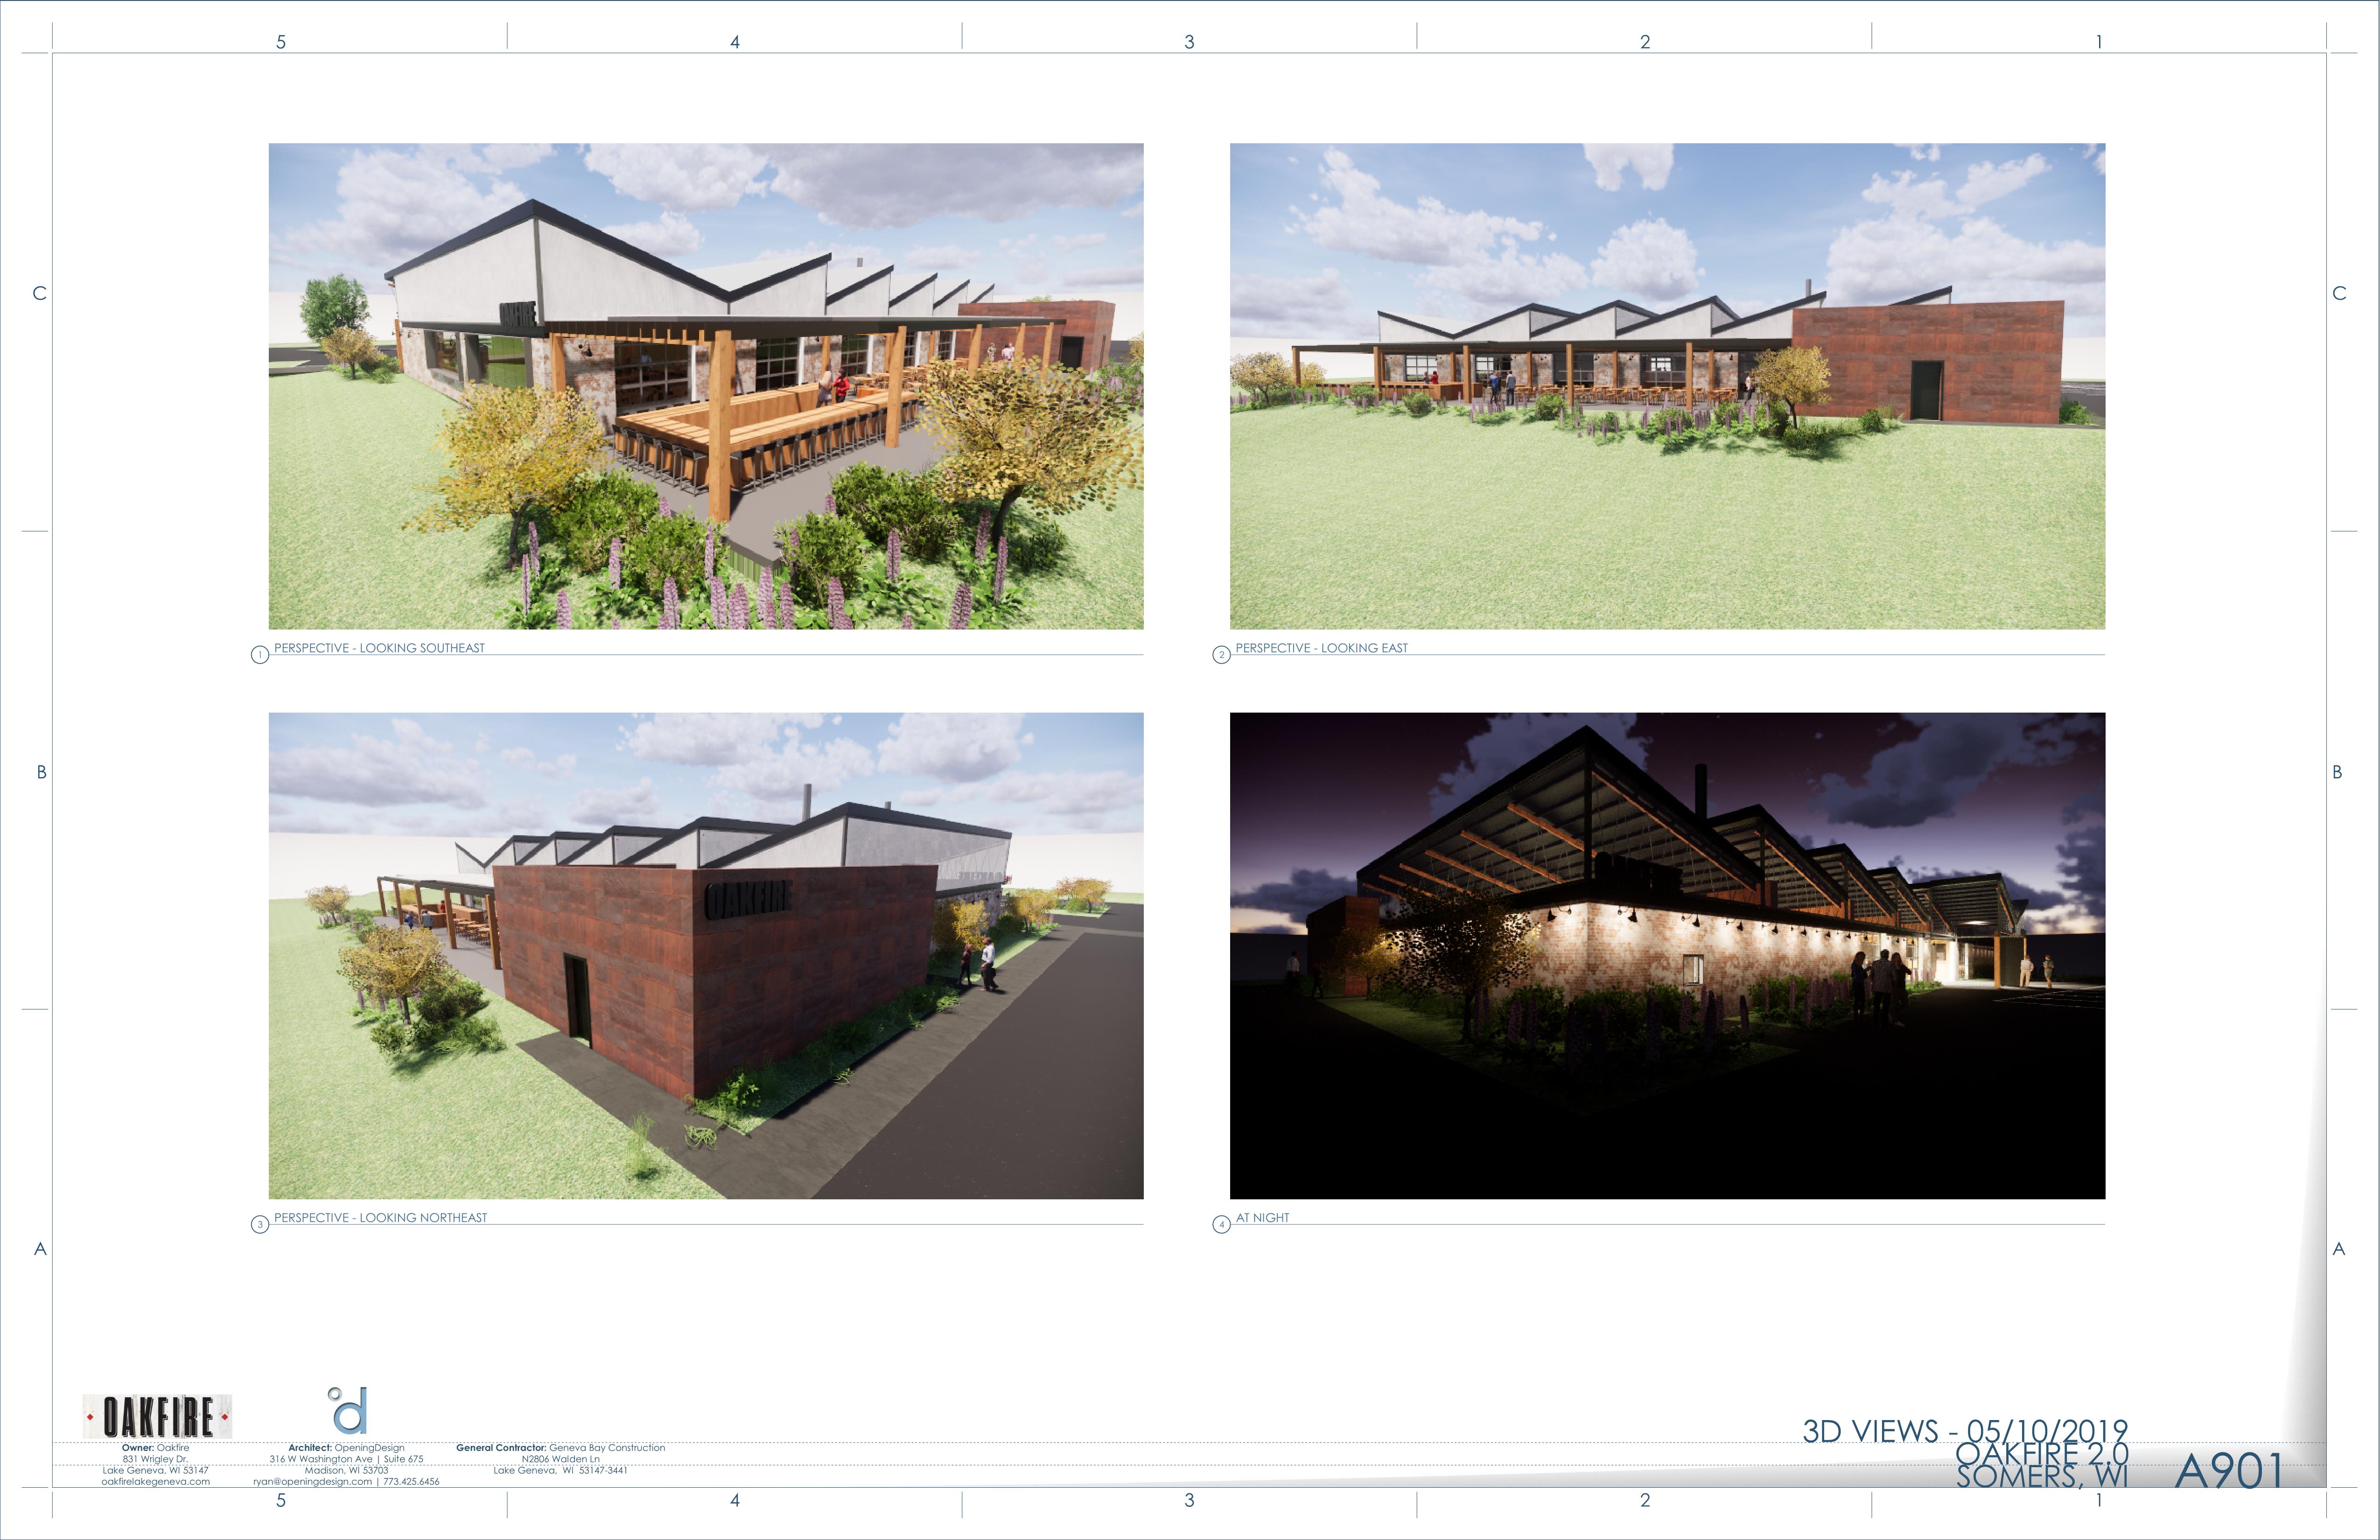 5 4 3 2 1
C C
OAKFIRE
1 PERSPECTIVE - LOOKING SOUTHEAST
2 PERSPECTIVE - LOOKING EAST
B B
OAKFIRE
3 PERSPECTIVE - LOOKING NORTHEAST
4 AT NIGHT
A A
OAKFIRE
d
Owner: Oakfire
831 Wrigley Dr.
Lake Geneva, WI 53147
oakfirelakegeneva.com
Architect: OpeningDesign
316 W Washington Ave | Suite 675
Madison, WI 53703
ryan@openingdesign.com | 773.425.6456
General Contractor: Geneva Bay Construction
N2806 Walden Ln
Lake Geneva, WI 53147-3441
3D VIEWS - 05/10/2019
OAKFIRE 2.0
SOMERS, WI
A901
5 4 3 2 1